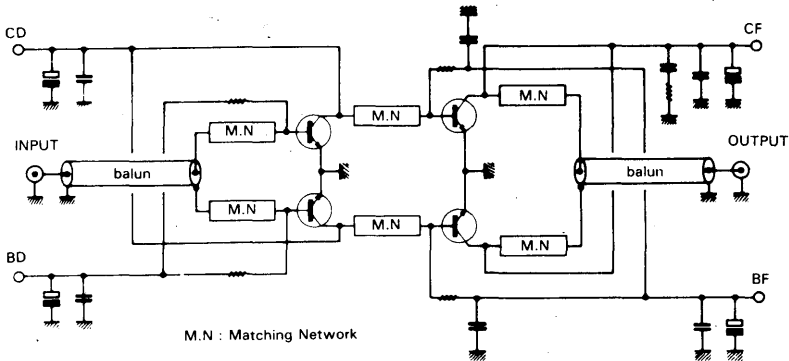 CD
CF
M.N
M.N
M.N
INPUT
OUTPUT
balun
balun
M.N
M.N
M.N
BD
BF
M.N : Matching Network